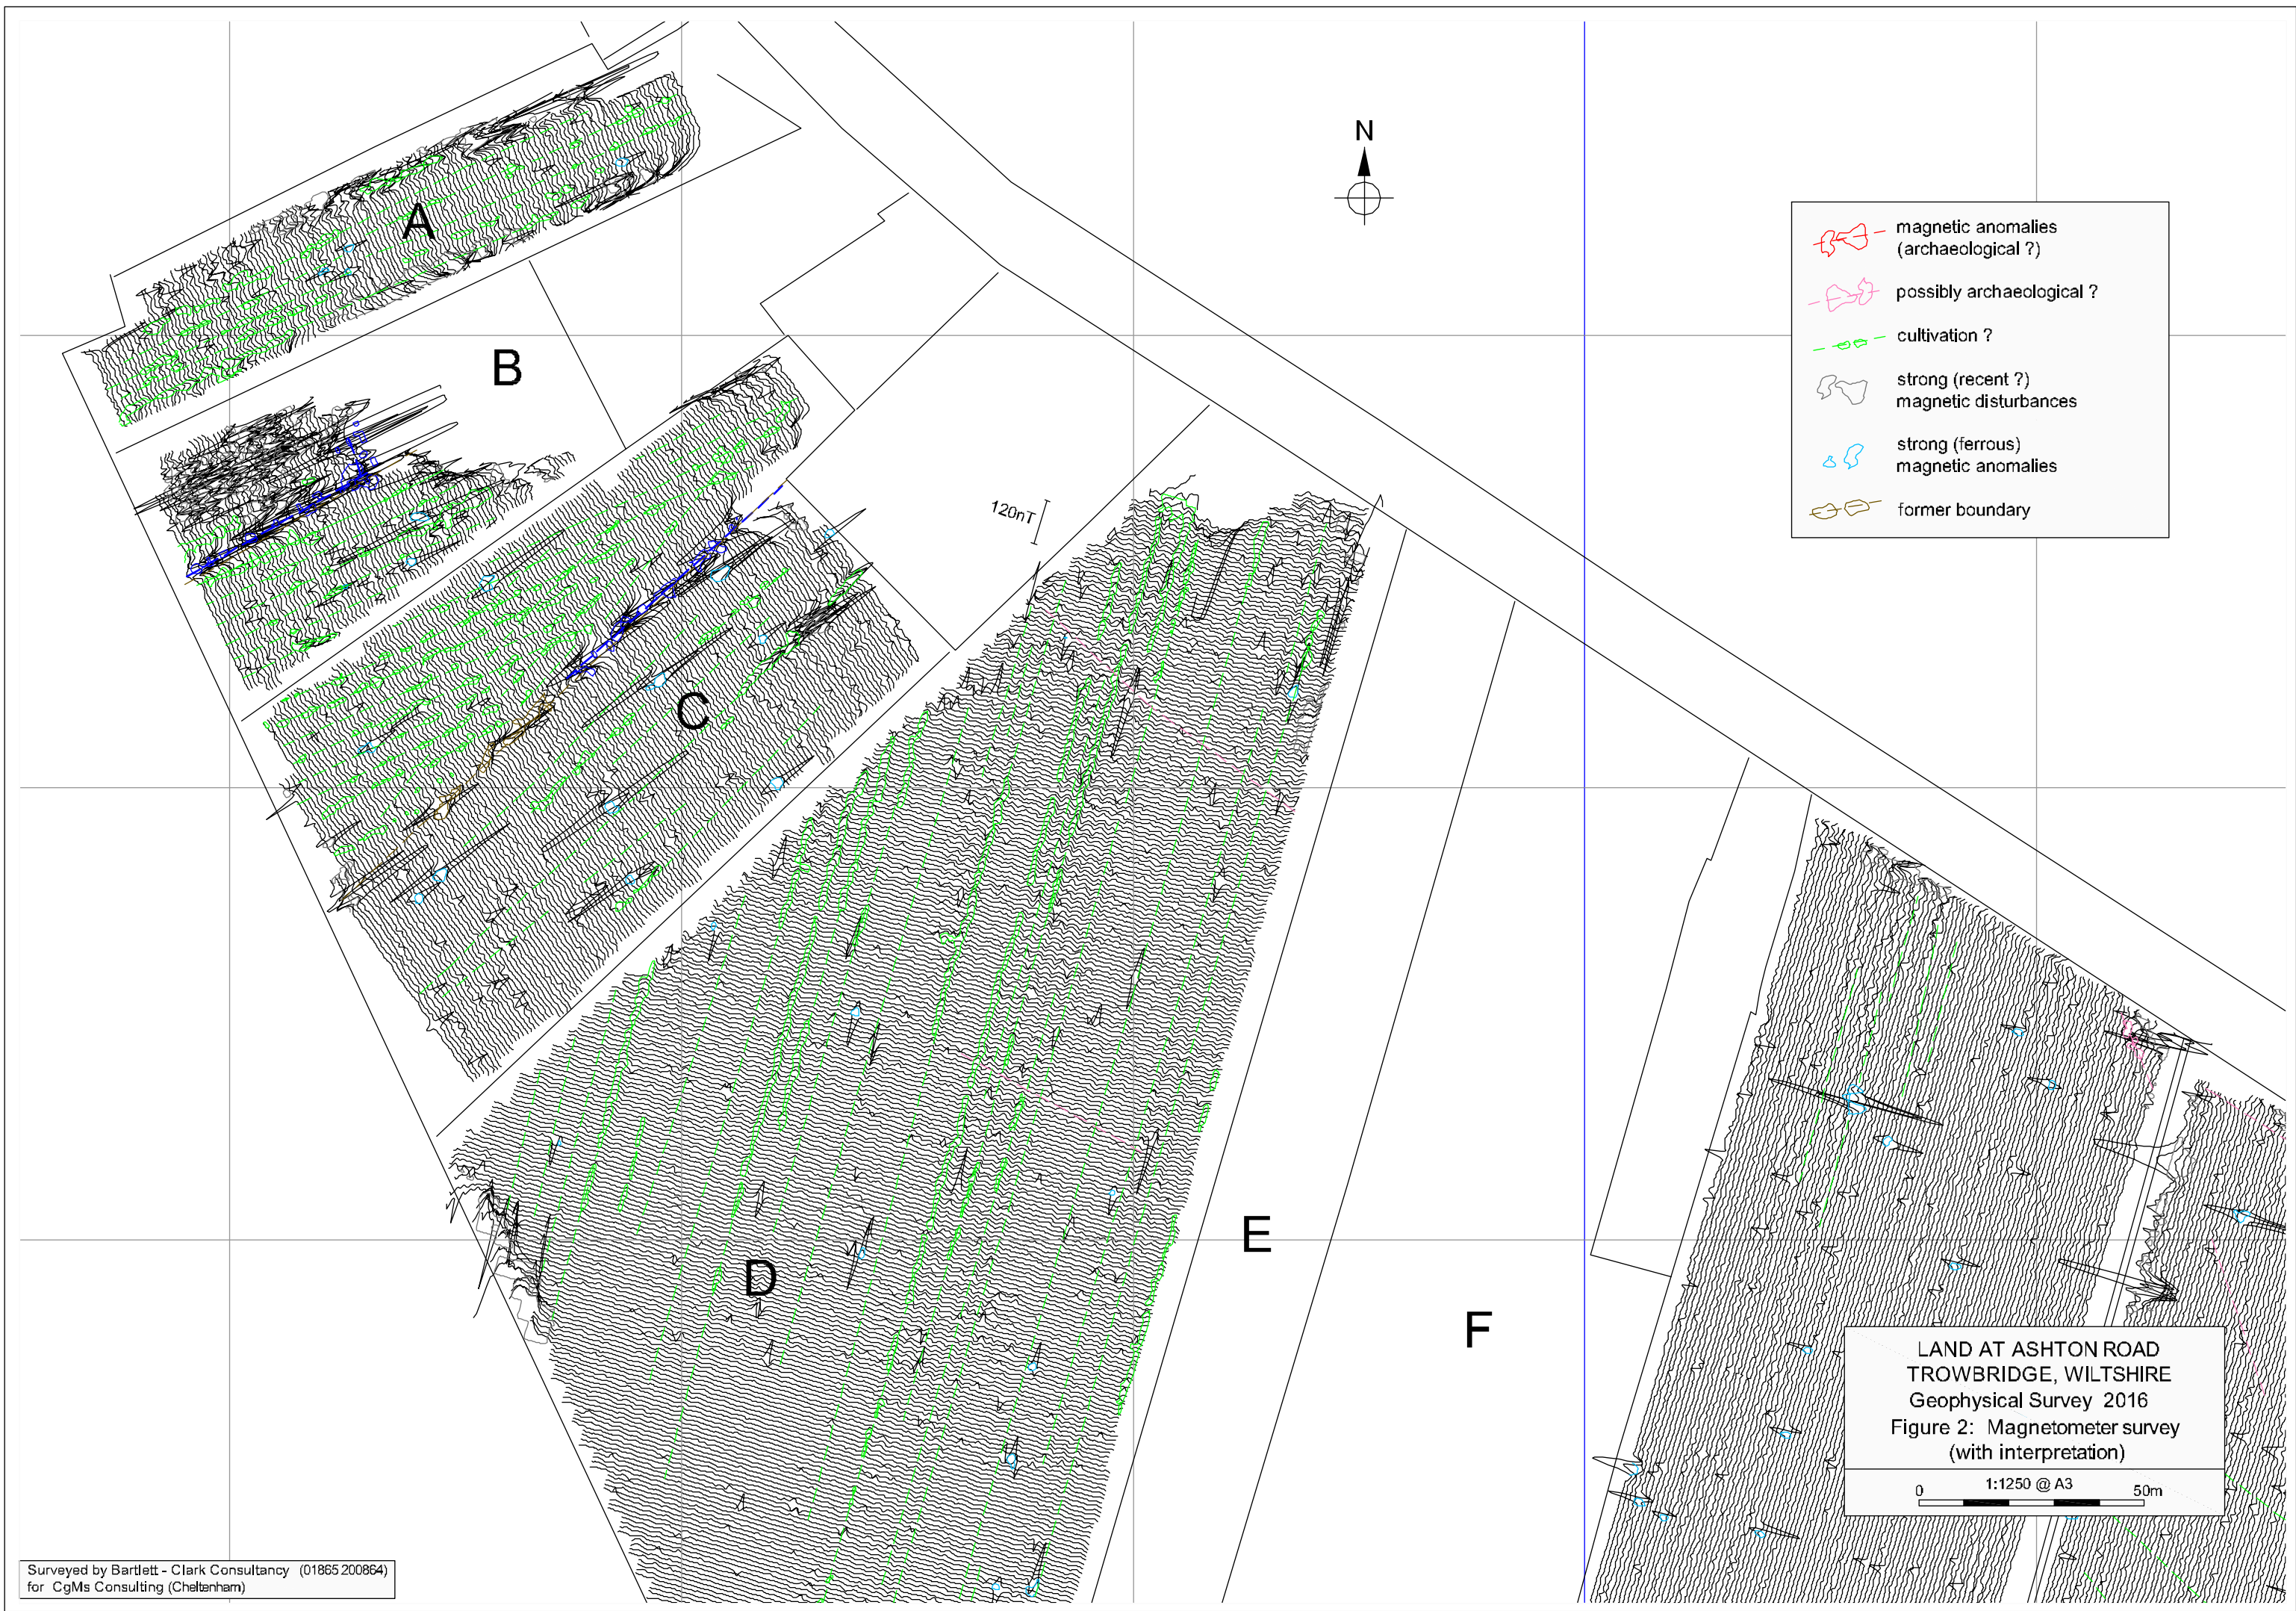 A
N
magnetic anomalies
(archaeological ?)
possibly archaeological ?
cultivation ?
strong (recent ?)
magnetic disturbances
strong (ferrous)
magnetic anomalies
former boundary
B
120nT
C
D
E
F
LAND AT ASHTON ROAD
TROWBRIDGE, WILTSHIRE
Geophysical Survey 2016
Figure 2: Magnetometer survey
(with interpretation)
0 1:1250 @ A3 50m
Surveyed by Bartlett - Clark Consultancy (01865 200864)
for CgMs Consulting (Cheltenham)